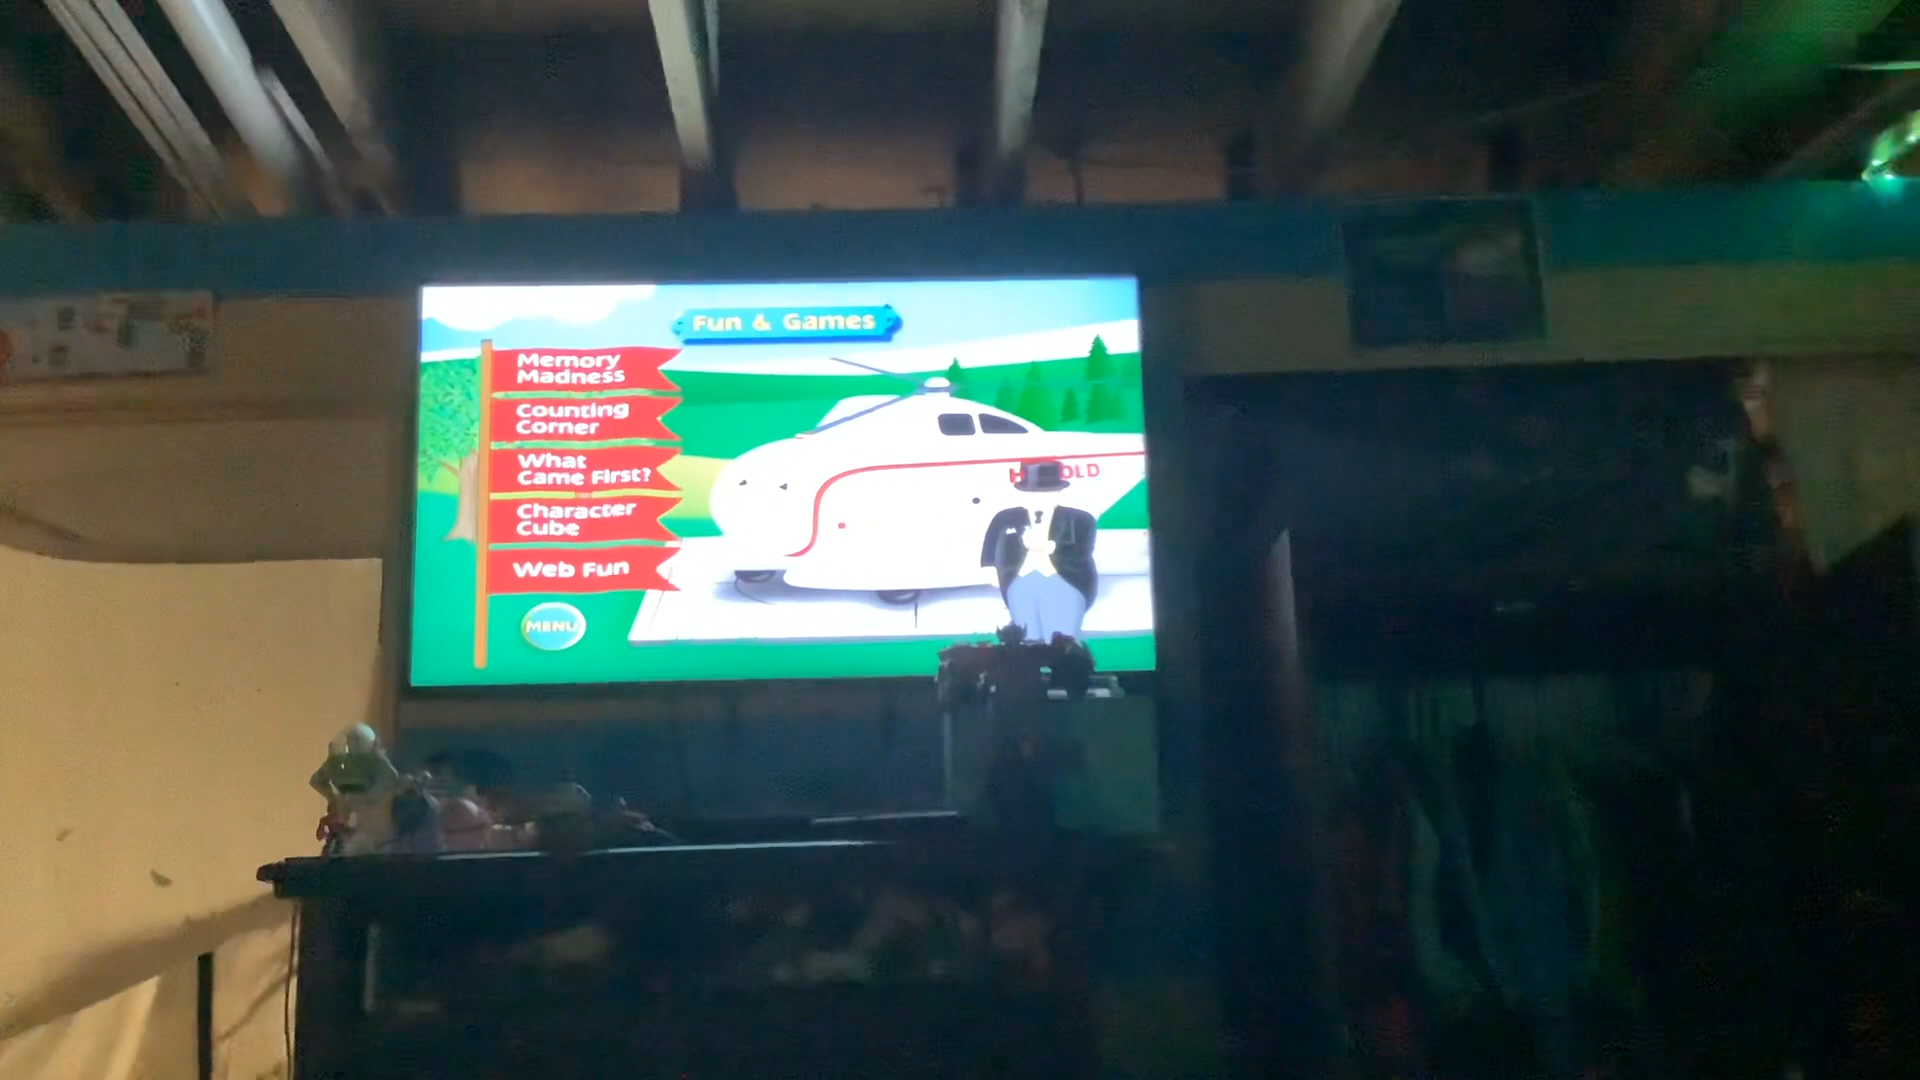 Fun & Games
Memory
Madness
Counting
Corner
What
Came First?
Character
Cube
Web Fun
MENU